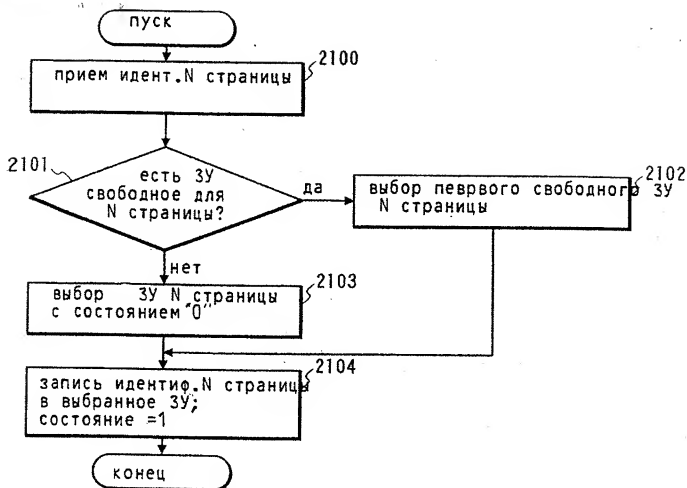 пуск
2100
прием идент.N страницы
2101
есть ЗУ
свободное для
N страницы?
да
2102
выбор певрвого свободного ЗУ
N страницы
нет
2103
выбор ЗУ N страницы
с состоянием "0"
2104
запись идентиф.N страницы
в выбранное ЗУ;
состояние =1
конец